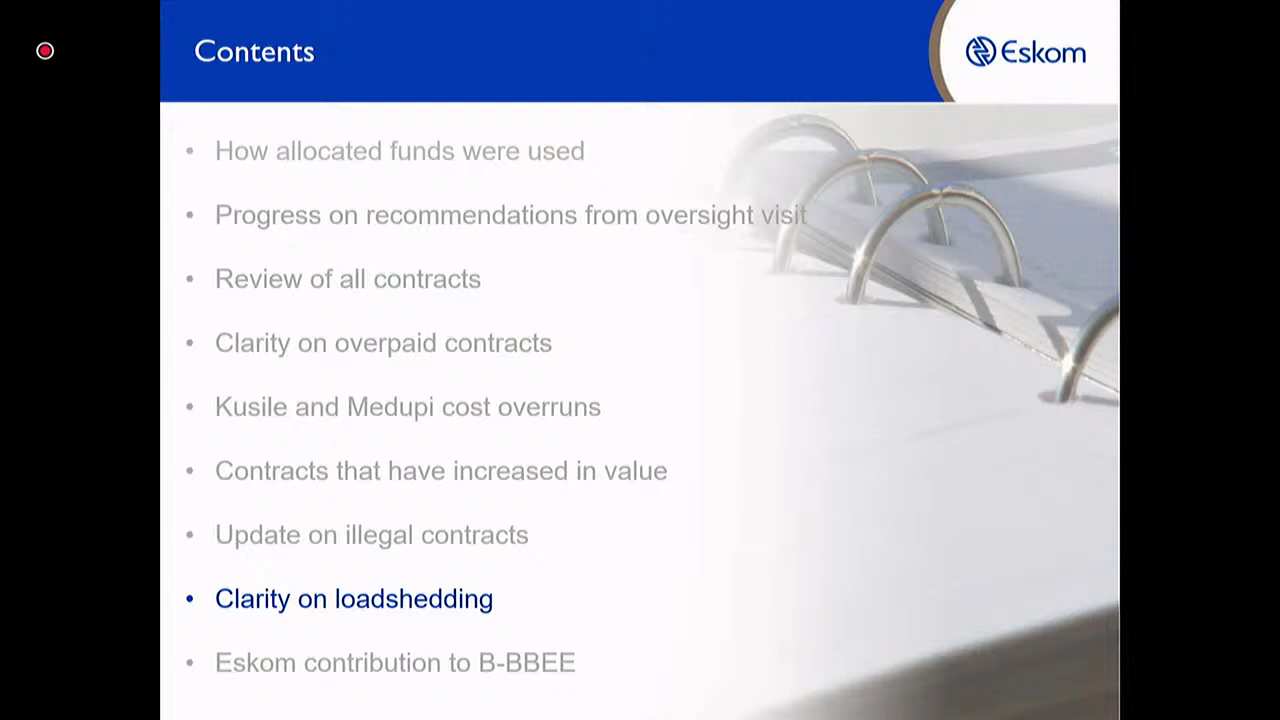 Contents
Eskom
• How allocated funds were used
• Progress on recommendations from oversight visit
• Review of all contracts
• Clarity on overpaid contracts
• Kusile and Medupi cost overruns
• Contracts that have increased in value
• Update on illegal contracts
• Clarity on loadshedding
• Eskom contribution to B-BBEE